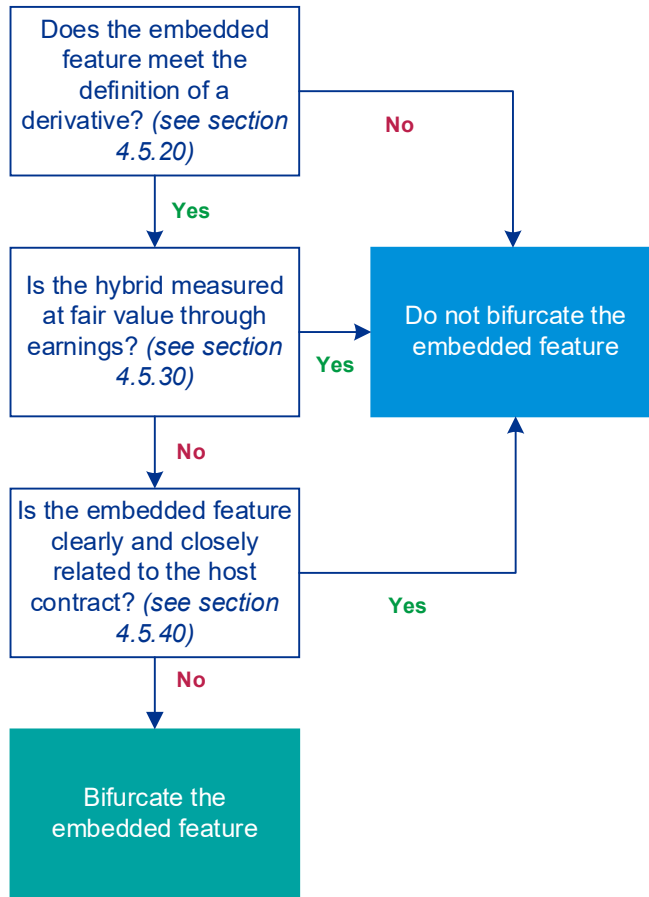 Does the embedded
feature meet the
definition of a
derivative? (see section
4.5.20)
No
Yes
Is the hybrid measured
at fair value through
earnings? (see section
4.5.30)
Yes
Do not bifurcate the
embedded feature
No
Is the embedded feature
clearly and closely
related to the host
contract? (see section
4.5.40)
Yes
No
Bifurcate the
embedded feature